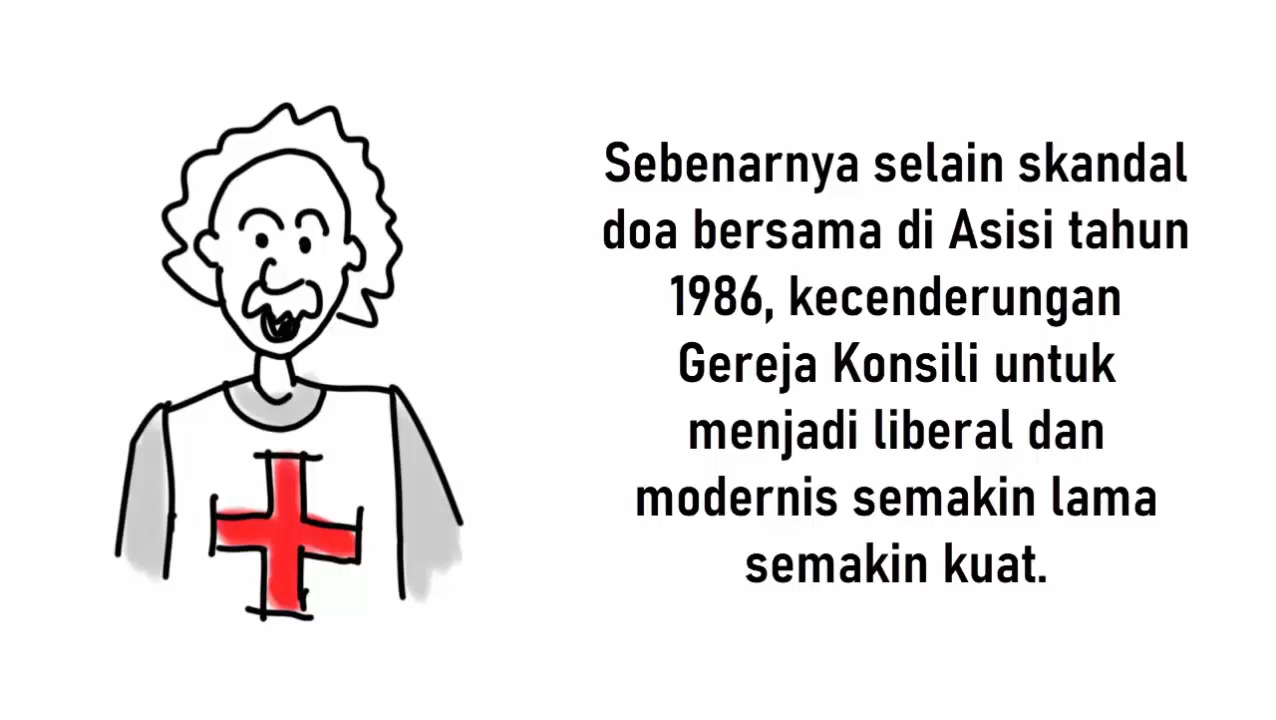 Sebenarnya selain skandal
doa bersama di Asisi tahun
1986, kecenderungan
Gereja Konsili untuk
menjadi liberal dan
modernis semakin lama
semakin kuat.